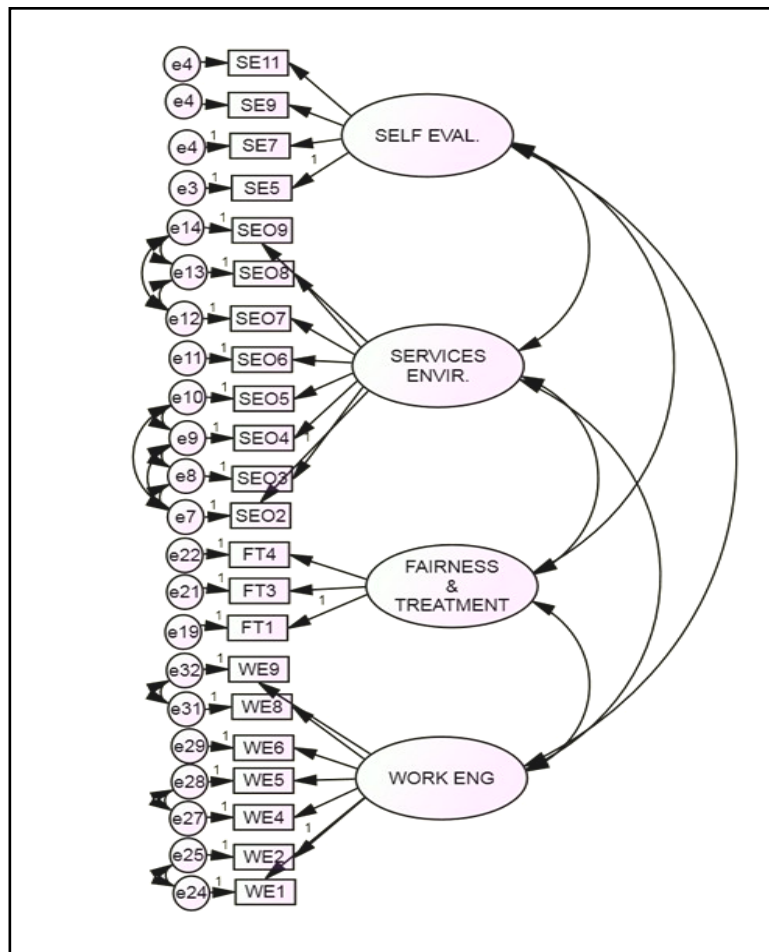 e4 SE11
e4 SE9
e4 1 SE7
e3 1 SE5
1
SELF EVAL.
e14 1 SEO9
e13 1 SEO8
e12 1 SEO7
e11 1 SEO6
e10 1 SEO5
e9 1 SEO4
e8 1 SEO3
e7 1 SEO2
1
SERVICES
ENVIR.
e22 1 FT4
e21 1 FT3
e19 1 FT1
1
FAIRNESS
&
TREATMENT
e32 1 WE9
e31 1 WE8
e29 1 WE6
e28 1 WE5
e27 1 WE4
e25 1 WE2
e24 1 WE1
1
WORK ENG